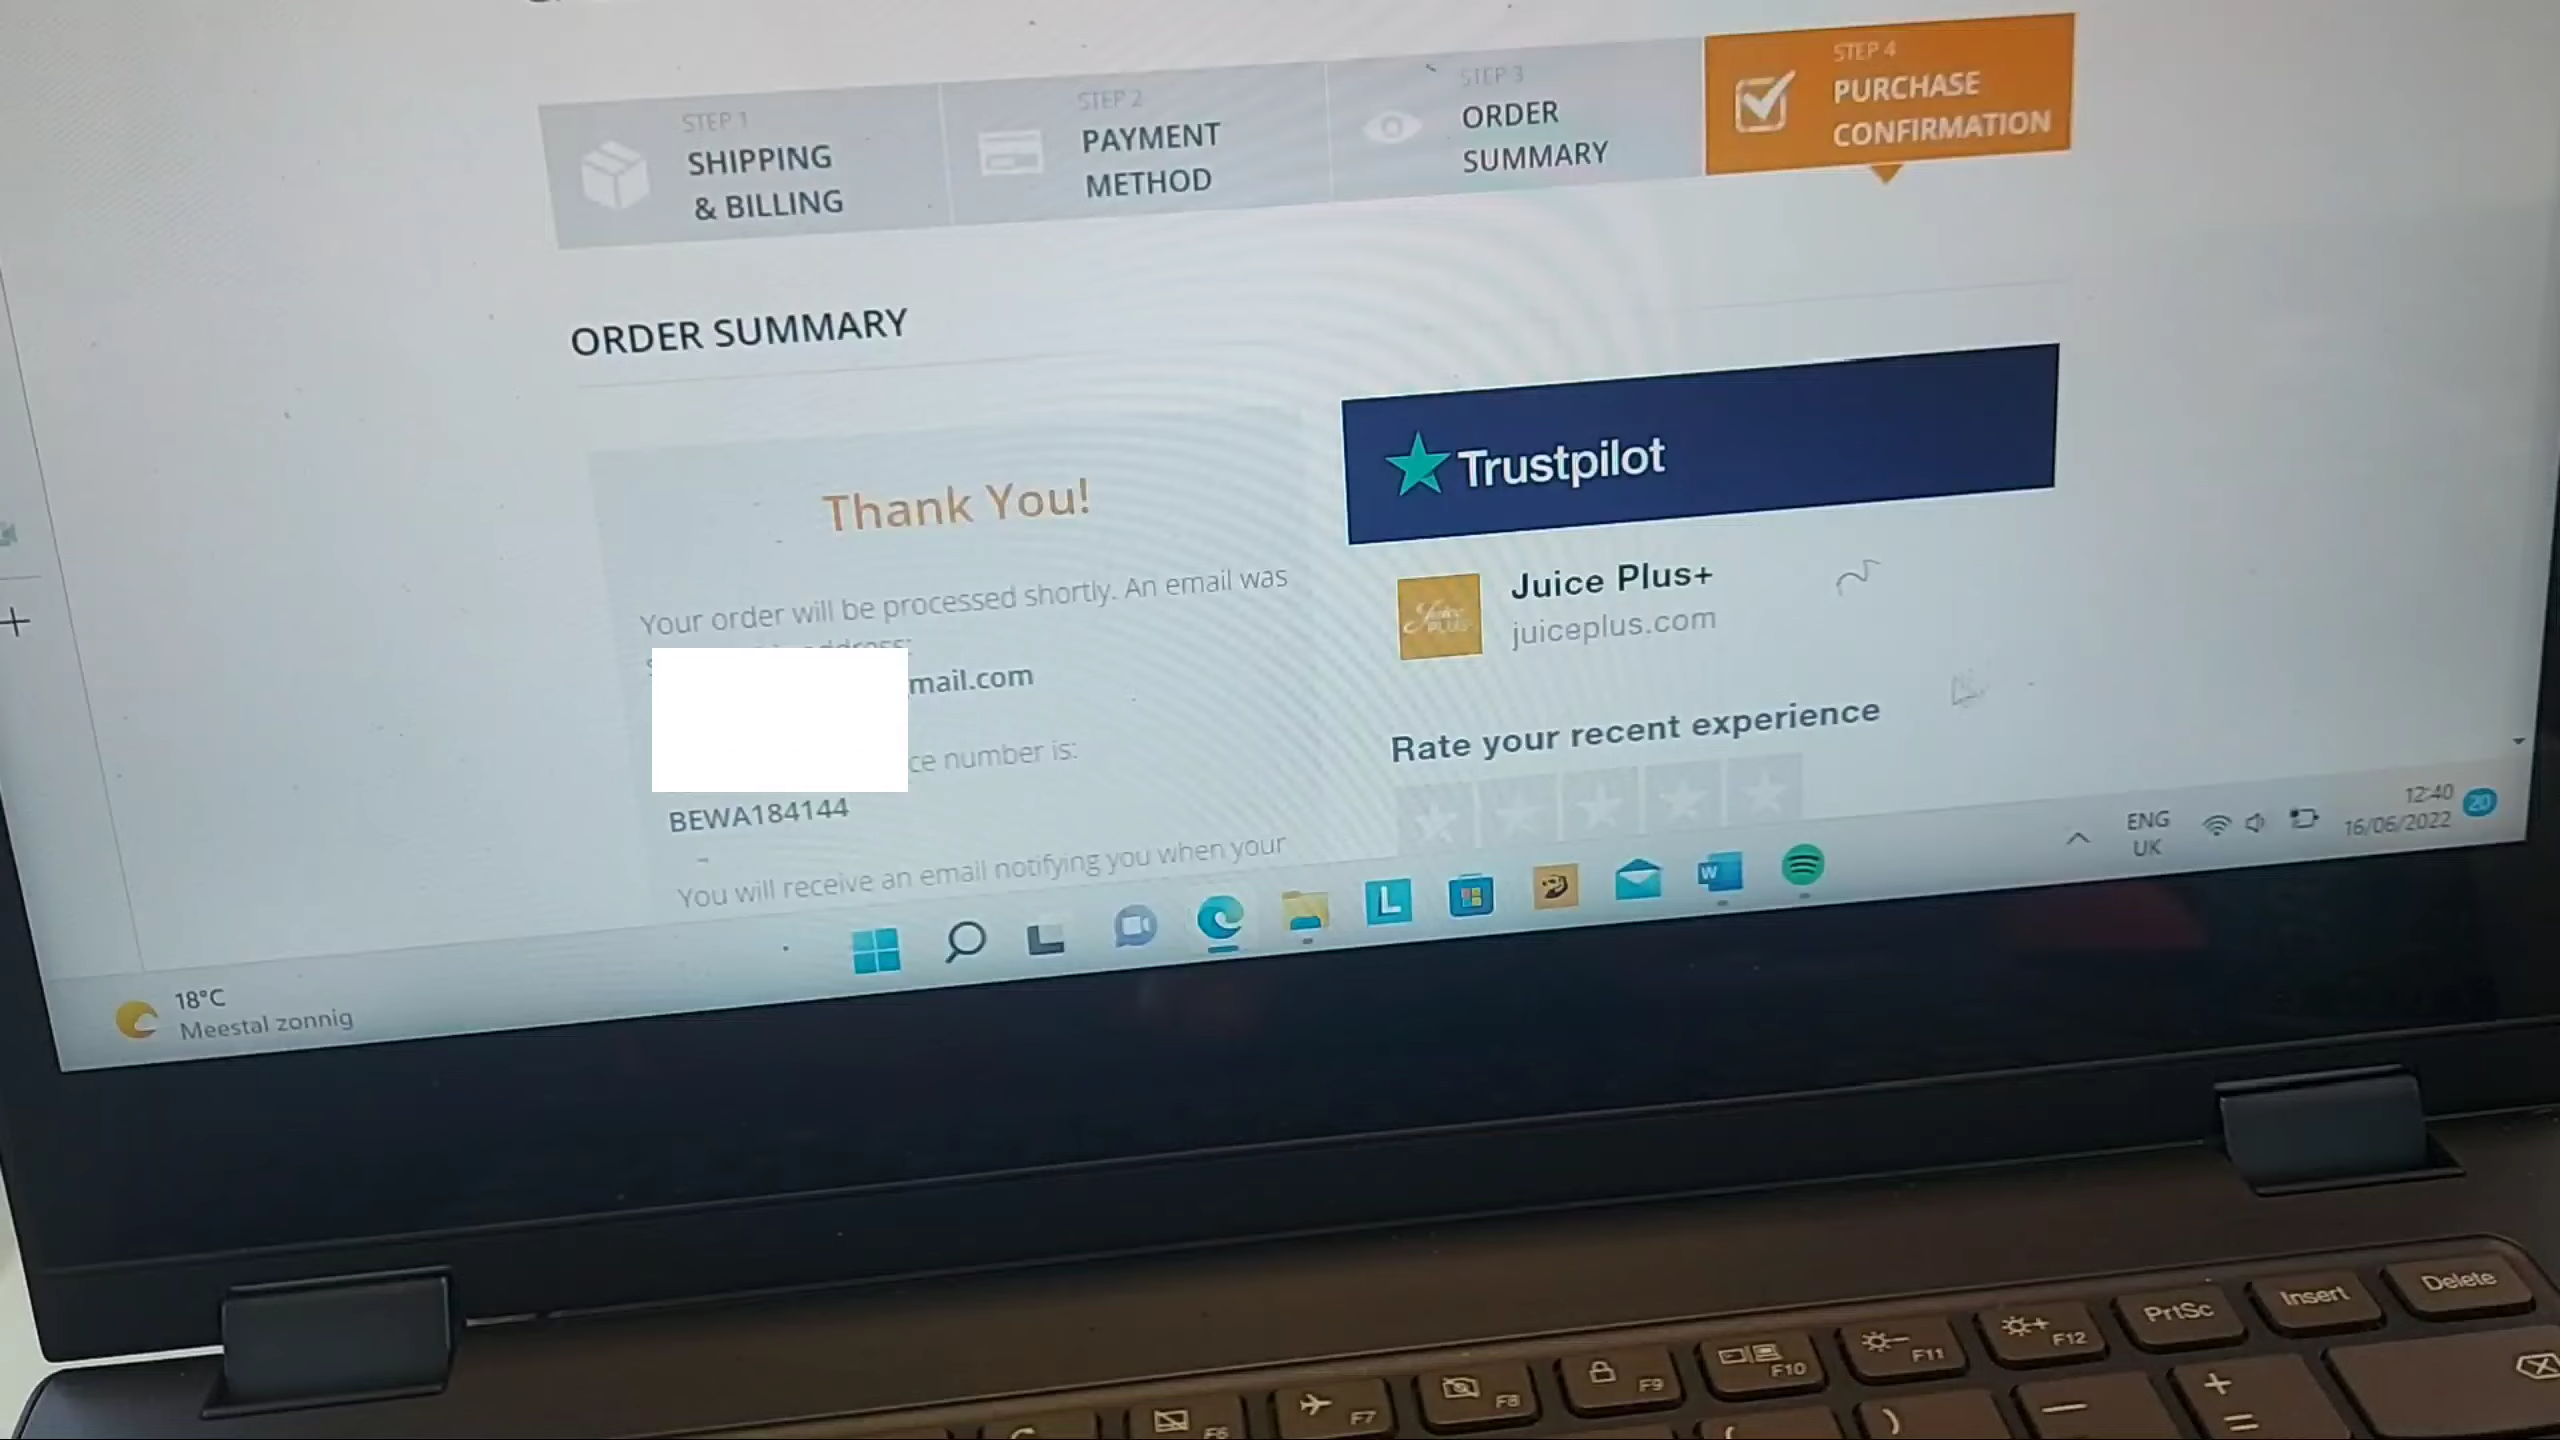 STEP 1
SHIPPING
& BILLING
STEP 2
PAYMENT
METHOD
STEP 3
ORDER
SUMMARY
STEP 4
PURCHASE
CONFIRMATION
ORDER SUMMARY
Thank You!
Your order will be processed shortly. An email was
address:
mail.com
ce number is:
BEWA184144
You will receive an email notifying you when your
Trustpilot
Juice PLUS
Juice Plus+
juiceplus.com
Rate your recent experience
18°C
Meestal zonnig
L
W
ENG
UK
12:40
16/06/2022
20
F6
F7
F8
F9
F10
F11
F12
PrtSc
Insert
Delete
)
+
=